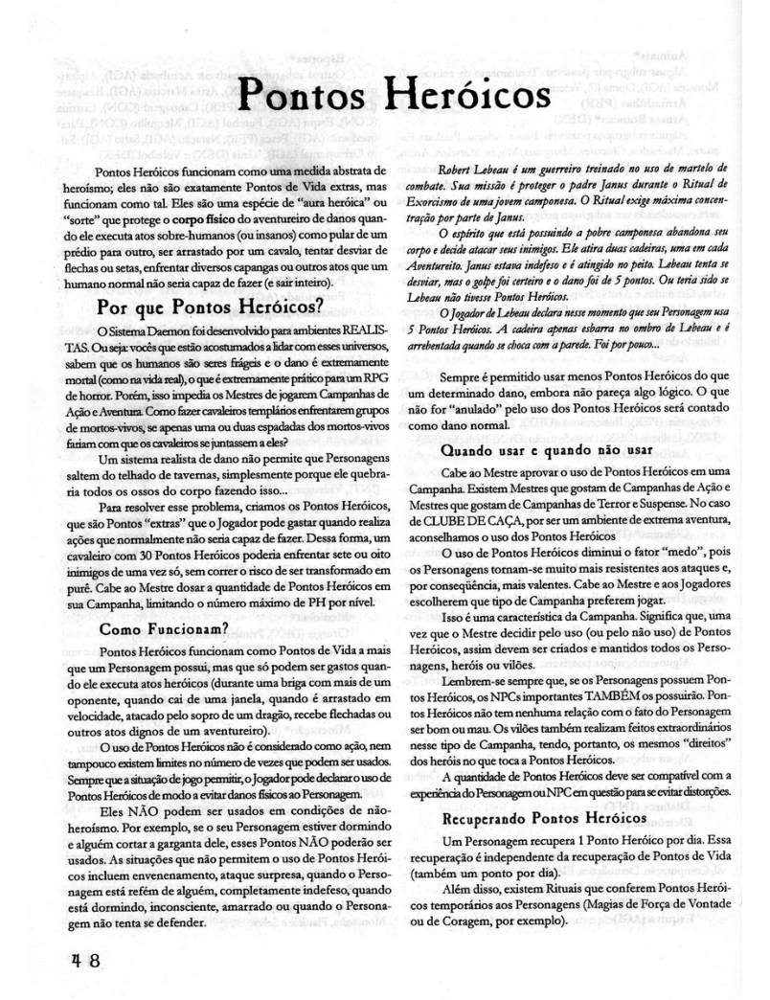 Pontos Heróicos
Pontos Heróicos funcionam como uma medida abstrata de
heroísmo; eles não são exatamente Pontos de Vida extras, mas
funcionam como tal. Eles são uma espécie de "aura heróica" ou
"sorte" que protege o corpo físico do aventureiro de danos quan-
do ele executa atos sobre-humanos (ou insanos) como pular de um
prédio para outro, ser arrastado por um cavalo, tentar desviar de
flechas ou setas, enfrentar diversos capangas ou outros atos que um
humano normal não seria capaz de fazer (e sair inteiro).
Por que Pontos Heróicos?
O Sistema Daemon foi desenvolvido para ambientes REALIS-
TAS. Ou seja: vocês que estão acostumados a lidar com esses universos,
sabem que os humanos são seres frágeis e o dano é extremamente
mortal (como na vida real), o que é extremamente prático para um RPG
de horror. Porém, isso impedia os Mestres de jogarem Campanhas de
Ação e Aventura. Como fazer cavaleiros templários enfrentarem grupos
de mortos-vivos, se apenas uma ou duas espadadas dos mortos-vivos
fariam com que os cavaleiros se juntassem a eles?
Um sistema realista de dano não permite que Personagens
saltem do telhado de tavernas, simplesmente porque ele quebra-
ria todos os ossos do corpo fazendo isso...
Para resolver esse problema, criamos os Pontos Heróicos,
que são Pontos "extras" que o Jogador pode gastar quando realiza
ações que normalmente não seria capaz de fazer. Dessa forma, um
cavaleiro com 30 Pontos Heróicos poderia enfrentar sete ou oito
inimigos de uma vez só, sem correr o risco de ser transformado em
purê. Cabe ao Mestre dosar a quantidade de Pontos Heróicos em
sua Campanha, limitando o número máximo de PH por nível.
Como Funcionam?
Pontos Heróicos funcionam como Pontos de Vida a mais
que um Personagem possui, mas que só podem ser gastos quan-
do ele executa atos heróicos (durante uma briga com mais de um
oponente, quando cai de uma janela, quando é arrastado em
velocidade, atacado pelo sopro de um dragão, recebe flechadas ou
outros atos dignos de um aventureiro).
O uso de Pontos Heróicos não é considerado como ação, nem
tampouco existem limites no número de vezes que podem ser usados.
Sempre que a situação de jogo permitir, o Jogador pode declarar o uso de
Pontos Heróicos de modo a evitar danos físicos ao Personagem.
Eles NÃO podem ser usados em condições de não-
heroísmo. Por exemplo, se o seu Personagem estiver dormindo
e alguém cortar a garganta dele, esses Pontos NÃO poderão ser
usados. As situações que não permitem o uso de Pontos Herói-
cos incluem envenenamento, ataque surpresa, quando o Perso-
nagem está refém de alguém, completamente indefeso, quando
está dormindo, inconsciente, amarrado ou quando o Persona-
gem não tenta se defender.
Robert Lebeau é um guerreiro treinado no uso de martelo de
combate. Sua missão é proteger o padre Janus durante o Ritual de
Exorcismo de uma jovem camponesa. O Ritual exige máxima concen-
tração por parte de Janus.
O espírito que está possuindo a pobre camponesa abandona seu
corpo e decide atacar seus inimigos. Ele atira duas cadeiras, uma em cada
Aventureito. Janus estava indefeso e é atingido no peito. Lebeau tenta se
desviar, mas o golpe foi certeiro e o dano foi de 5 pontos. Ou teria sido se
Lebeau não tivesse Pontos Heróicos.
O Jogador de Lebeau declara nesse momento que seu Personagem usa
5 Pontos Heróicos. A cadeira apenas esbarra no ombro de Lebeau e é
arrebentada quando se choca com a parede. Foi por pouco...
Sempre é permitido usar menos Pontos Heróicos do que
um determinado dano, embora não pareça algo lógico. O que
não for "anulado" pelo uso dos Pontos Heróicos será contado
como dano normal.
Quando usar e quando não usar
Cabe ao Mestre aprovar o uso de Pontos Heróicos em uma
Campanha. Existem Mestres que gostam de Campanhas de Ação e
Mestres que gostam de Campanhas de Terror e Suspense. No caso
de CLUBE DE CAÇA, por ser um ambiente de extrema aventura,
aconselhamos o uso dos Pontos Heróicos
O uso de Pontos Heróicos diminui o fator "medo", pois
os Personagens tornam-se muito mais resistentes aos ataques e,
por conseqüência, mais valentes. Cabe ao Mestre e aos Jogadores
escolherem que tipo de Campanha preferem jogar.
Isso é uma característica da Campanha. Significa que, uma
vez que o Mestre decidir pelo uso (ou pelo não uso) de Pontos
Heróicos, assim devem ser criados e mantidos todos os Perso-
nagens, heróis ou vilões.
Lembrem-se sempre que, se os Personagens possuem Pon-
tos Heróicos, os NPCs importantes TAMBÉM os possuirão. Pon-
tos Heróicos não tem nenhuma relação com o fato do Personagem
ser bom ou mau. Os vilões também realizam feitos extraordinários
nesse tipo de Campanha, tendo, portanto, os mesmos "direitos"
dos heróis no que toca a Pontos Heróicos.
A quantidade de Pontos Heróicos deve ser compatível com a
experiência do Personagem ou NPC em questão para se evitar distorções.
Recuperando Pontos Heróicos
Um Personagem recupera 1 Ponto Heróico por dia. Essa
recuperação é independente da recuperação de Pontos de Vida
(também um ponto por dia).
Além disso, existem Rituais que conferem Pontos Herói-
cos temporários aos Personagens (Magias de Força de Vontade
ou de Coragem, por exemplo).
48